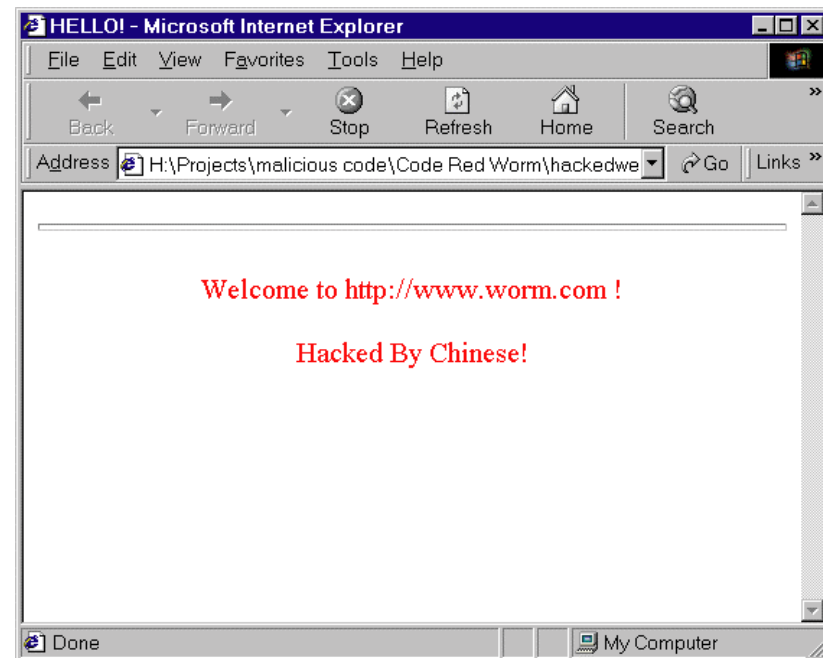 HELLO! - Microsoft Internet Explorer
File Edit View Favorites Tools Help
Back Forward Stop Refresh Home Search »
Address H:\Projects\malicious code\Code Red Worm\hackedwe Go Links »
Welcome to http://www.worm.com !
Hacked By Chinese!
Done My Computer